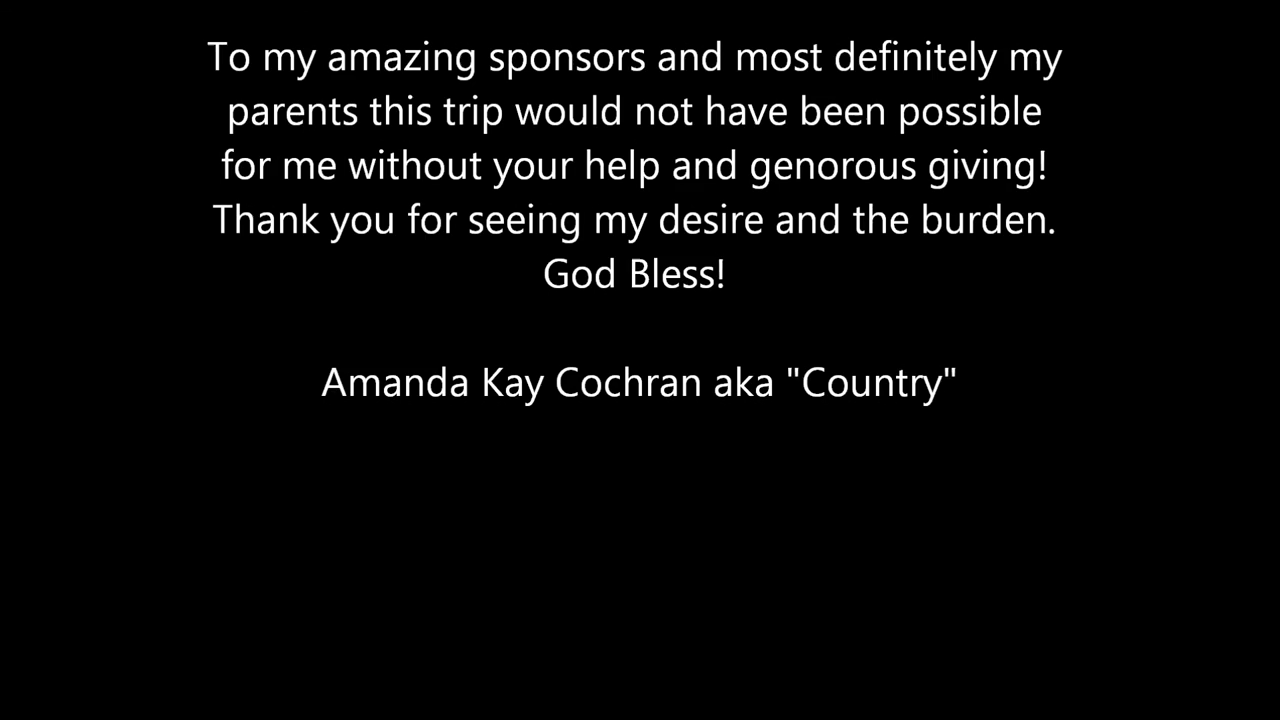 To my amazing sponsors and most definitely my
parents this trip would not have been possible
for me without your help and genorous giving!
Thank you for seeing my desire and the burden.
God Bless!
Amanda Kay Cochran aka "Country"